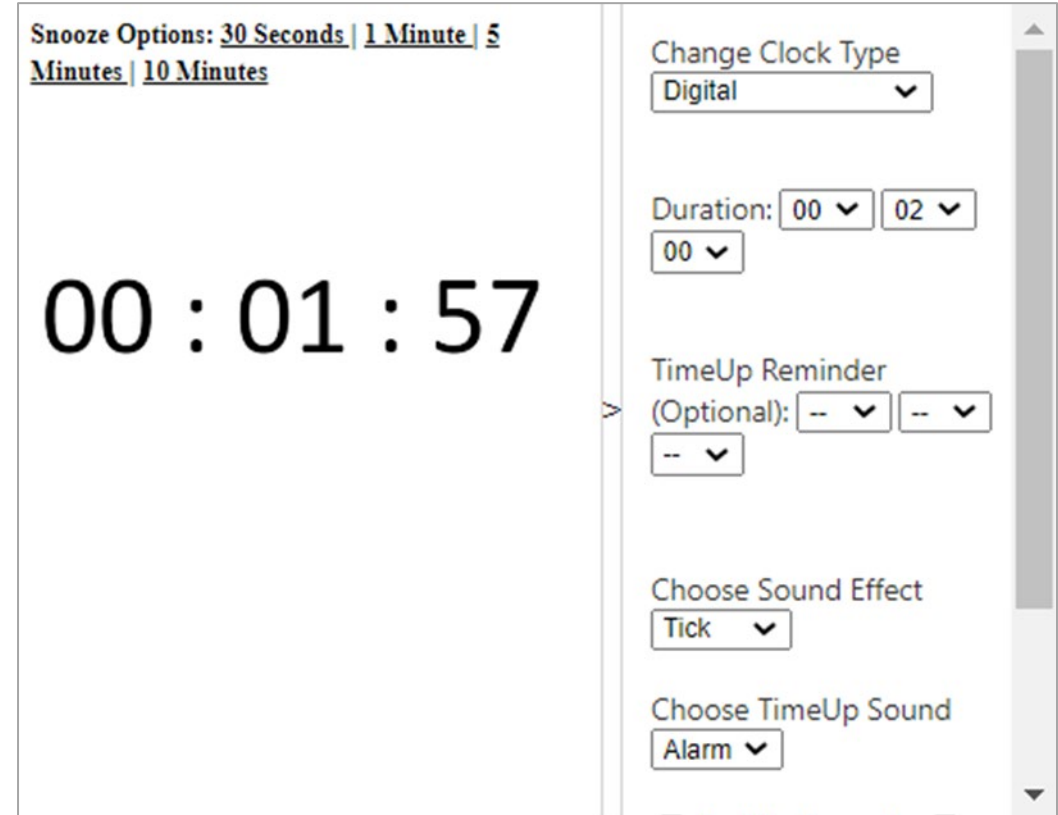 Snooze Options: 30 Seconds | 1 Minute | 5
Minutes | 10 Minutes
00 : 01 : 57
>
Change Clock Type
Digital
Duration: 00 02
00
TimeUp Reminder
(Optional): -- --
--
Choose Sound Effect
Tick
Choose TimeUp Sound
Alarm